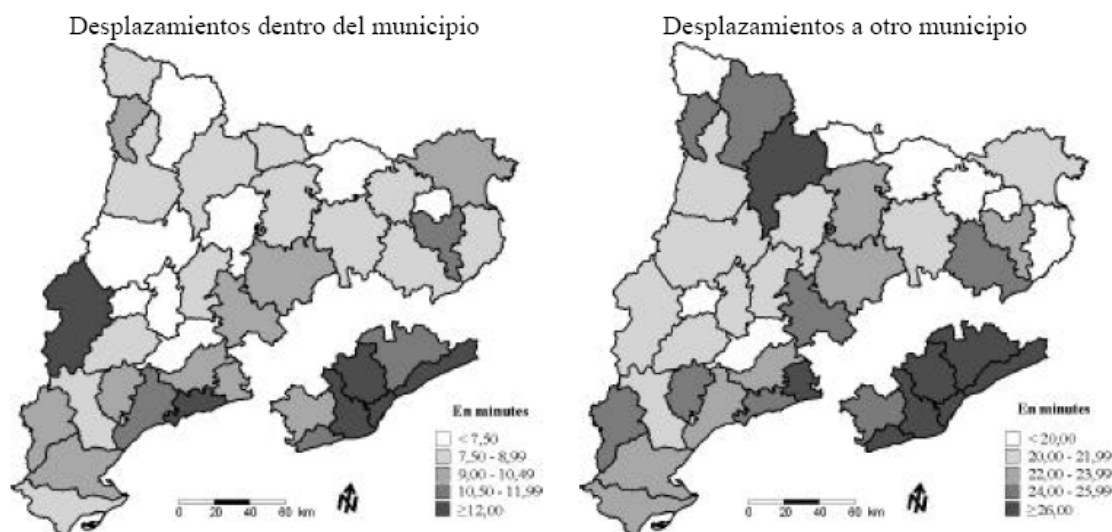 Desplazamientos dentro del municipio
En minutes
< 7,50
7,50 - 8,99
9,00 - 10,49
10,50 - 11,99
≥12,00
0 20 40 60 km
N
Desplazamientos a otro municipio
En minutes
< 20,00
20,00 - 21,99
22,00 - 23,99
24,00 - 25,99
≥26,00
0 20 40 60 km
N